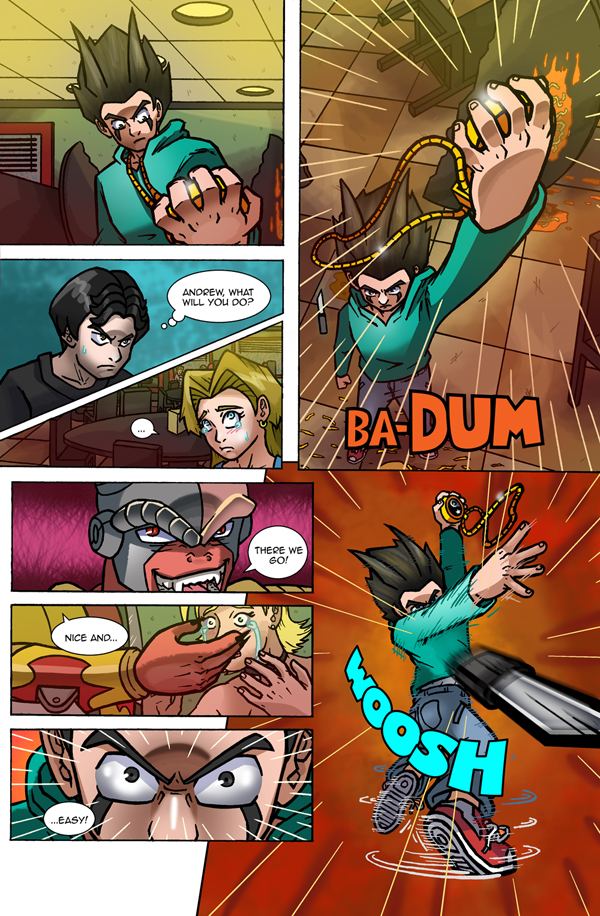 ANDREW, WHAT
WILL YOU DO?
BA-DUM
...
THERE WE
GO!
NICE AND...
...EASY!
WOOSH